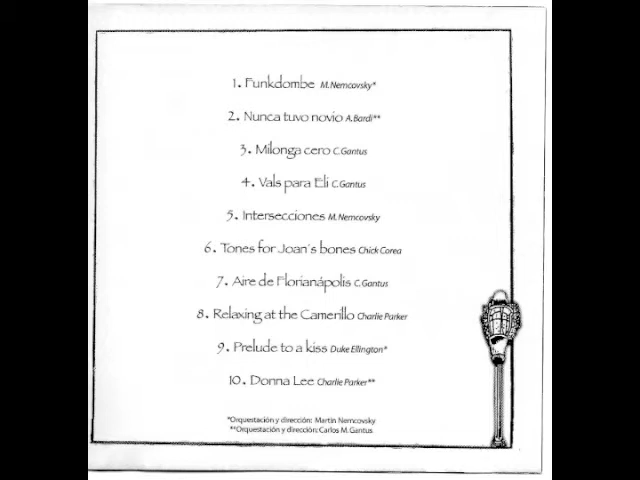 1. Funkdombe M. Nemcovsky*
2. Nunca tuvo novio A.Bardi**
3. Milonga cero C.Gantus
4. Vals para Eli C.Gantus
5. Intersecciones M. Nemcovsky
6. Tones for Joan´s bones Chick Corea
7. Aire de Florianápolis C.Gantus
8. Relaxing at the Camerillo Charlie Parker
9. Prelude to a kiss Duke Ellington*
10. Donna Lee Charlie Parker**
*Orquestación y dirección: Martín Nemcovsky
**Orquestación y dirección: Carlos M. Gantus